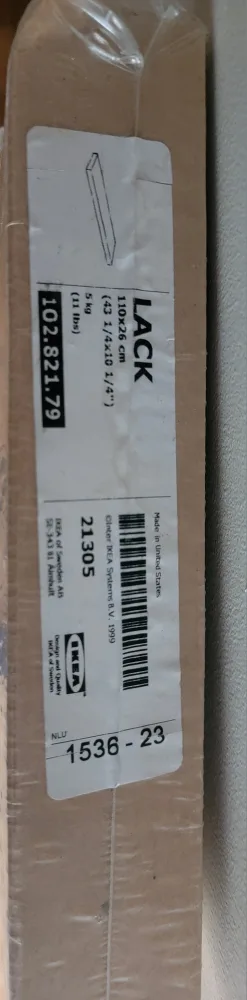 LACK
110x26 cm
(43 1/4x10 1/4")
5 kg
(11 lbs)
102.821.79
Made in United States
©Inter IKEA Systems B.V. 1999
21305
IKEA of Sweden AB
SE-343 81 Älmhult
IKEA
Design and Quality
IKEA of Sweden
NLU
1536 - 23